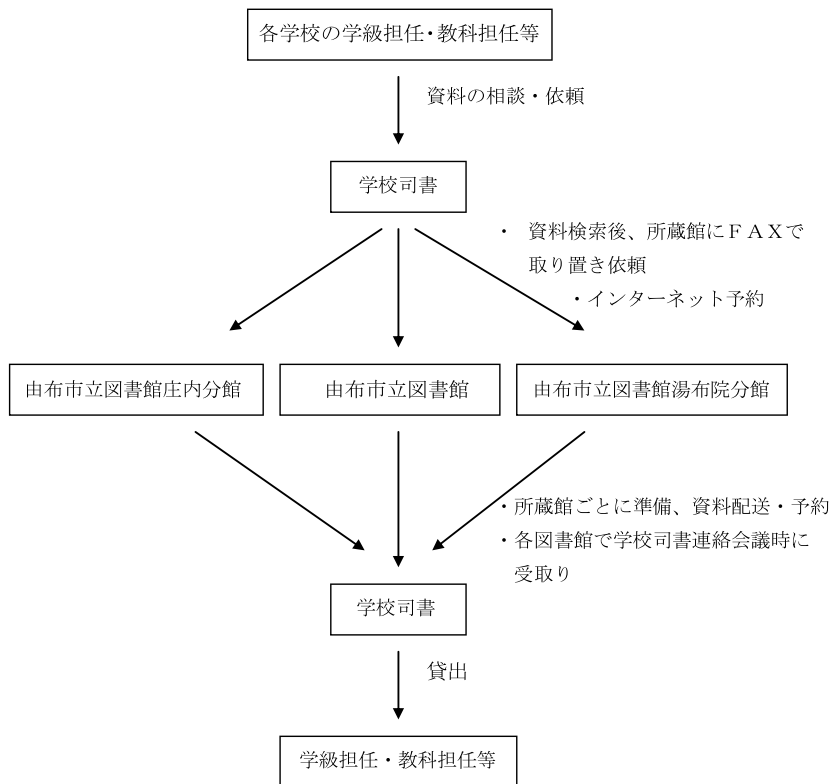 各学校の学級担任・教科担任等
資料の相談・依頼
学校司書
・ 資料検索後、所蔵館にＦＡＸで
取り置き依頼
・インターネット予約
由布市立図書館庄内分館
由布市立図書館
由布市立図書館湯布院分館
・所蔵館ごとに準備、資料配送・予約
・各図書館で学校司書連絡会議時に
受取り
学校司書
貸出
学級担任・教科担任等